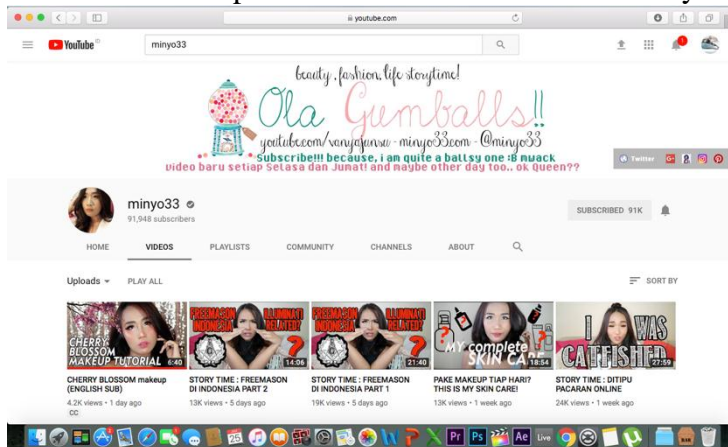 youtube.com
YouTube ID
minyo33
beauty, fashion, life storytime!
Ola Gumballs!!
youtube.com/vanyafunsu - minyo33.com - @minyo33
Subscribe!!! because, i am quite a ballsy one :B muack
video baru setiap Selasa dan Jumat! and maybe other day too.. ok Queen??
Twitter
minyo33
91,948 subscribers
SUBSCRIBED 91K
HOME VIDEOS PLAYLISTS COMMUNITY CHANNELS ABOUT
Uploads PLAY ALL SORT BY
CHERRY BLOSSOM MAKEUP TUTORIAL 6:40
FREEMASON INDONESIA ILLUMINATI RELATED? 14:06
FREEMASON INDONESIA ILLUMINATI RELATED? 21:40
MY complete SKIN CARE 18:54
I WAS CATFISHED 27:59
CHERRY BLOSSOM makeup (ENGLISH SUB)
4.2K views • 1 day ago
CC
STORY TIME : FREEMASON DI INDONESIA PART 2
13K views • 5 days ago
STORY TIME : FREEMASON DI INDONESIA PART 1
19K views • 5 days ago
PAKE MAKEUP TIAP HARI? THIS IS MY SKIN CARE!
13K views • 1 week ago
STORY TIME : DITIPU PACARAN ONLINE
24K views • 1 week ago
25
W P X Pr Ps Ae Live